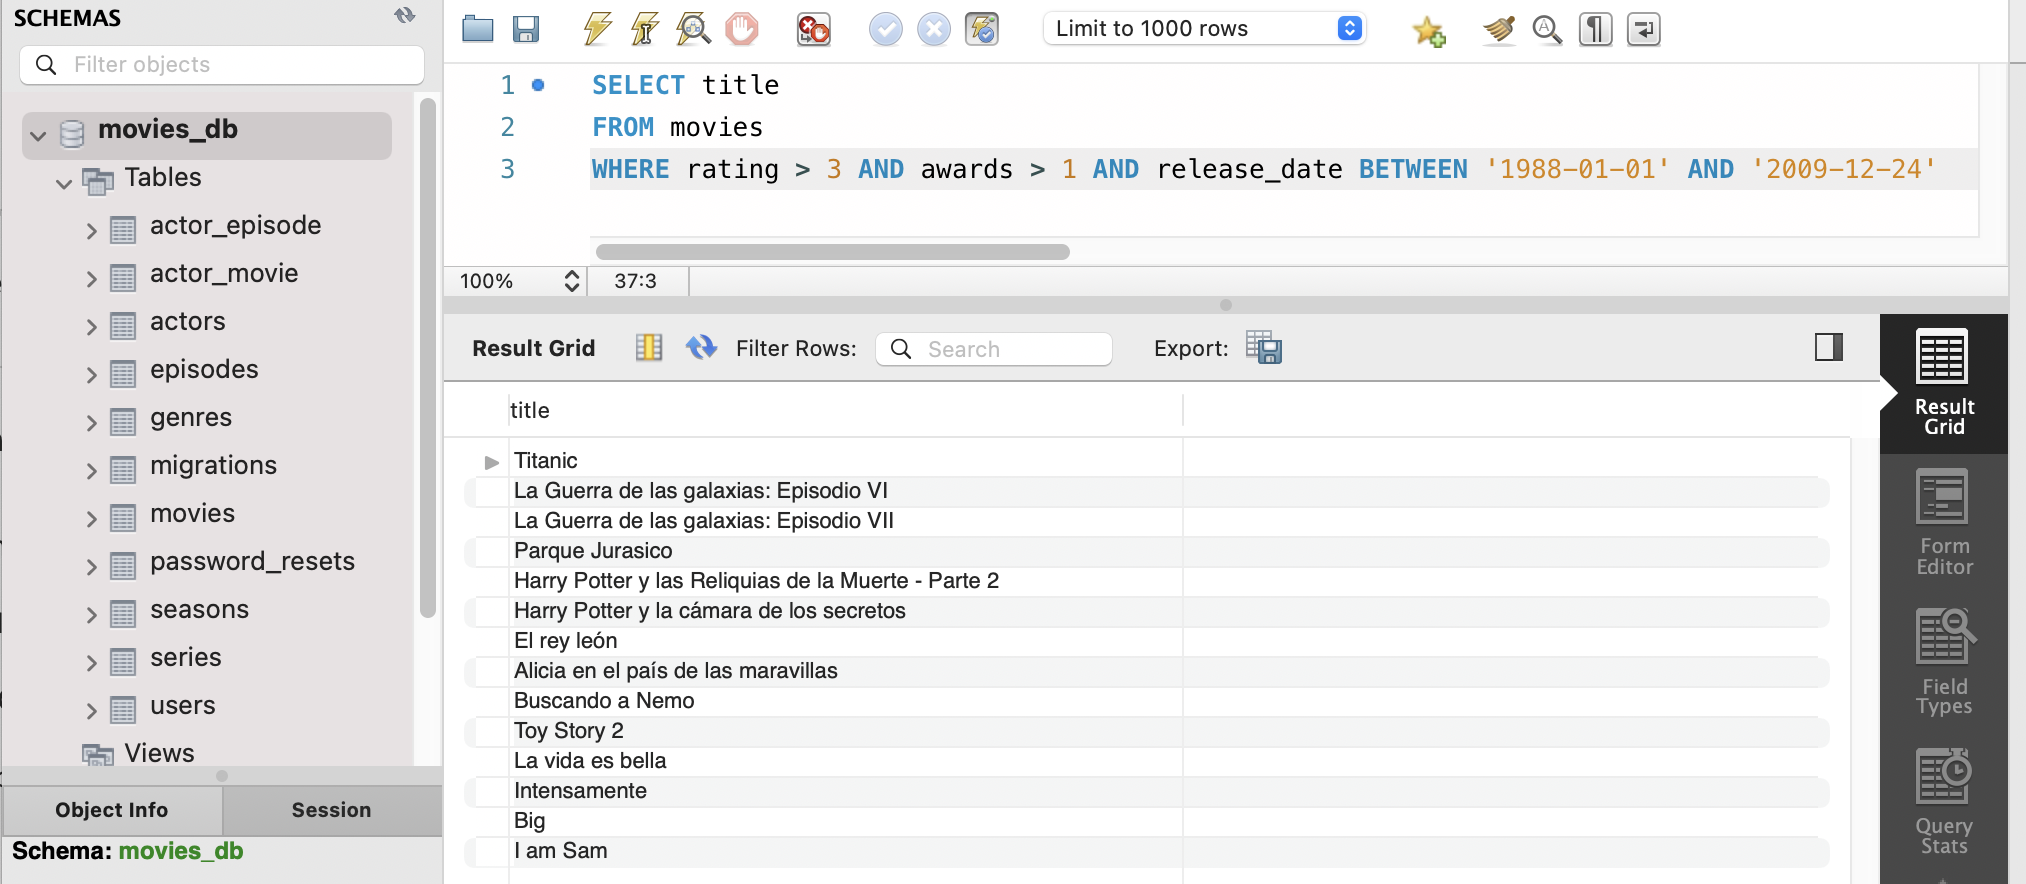 SCHEMAS
Filter objects
movies_db
Tables
actor_episode
actor_movie
actors
episodes
genres
migrations
movies
password_resets
seasons
series
users
Views
Object Info Session
Schema: movies_db
Limit to 1000 rows
1 SELECT title
2 FROM movies
3 WHERE rating > 3 AND awards > 1 AND release_date BETWEEN '1988-01-01' AND '2009-12-24'
100% 37:3
Result Grid Filter Rows: Search Export:
title
Titanic
La Guerra de las galaxias: Episodio VI
La Guerra de las galaxias: Episodio VII
Parque Jurasico
Harry Potter y las Reliquias de la Muerte - Parte 2
Harry Potter y la cámara de los secretos
El rey león
Alicia en el país de las maravillas
Buscando a Nemo
Toy Story 2
La vida es bella
Intensamente
Big
I am Sam
Result
Grid
Form
Editor
Field
Types
Query
Stats